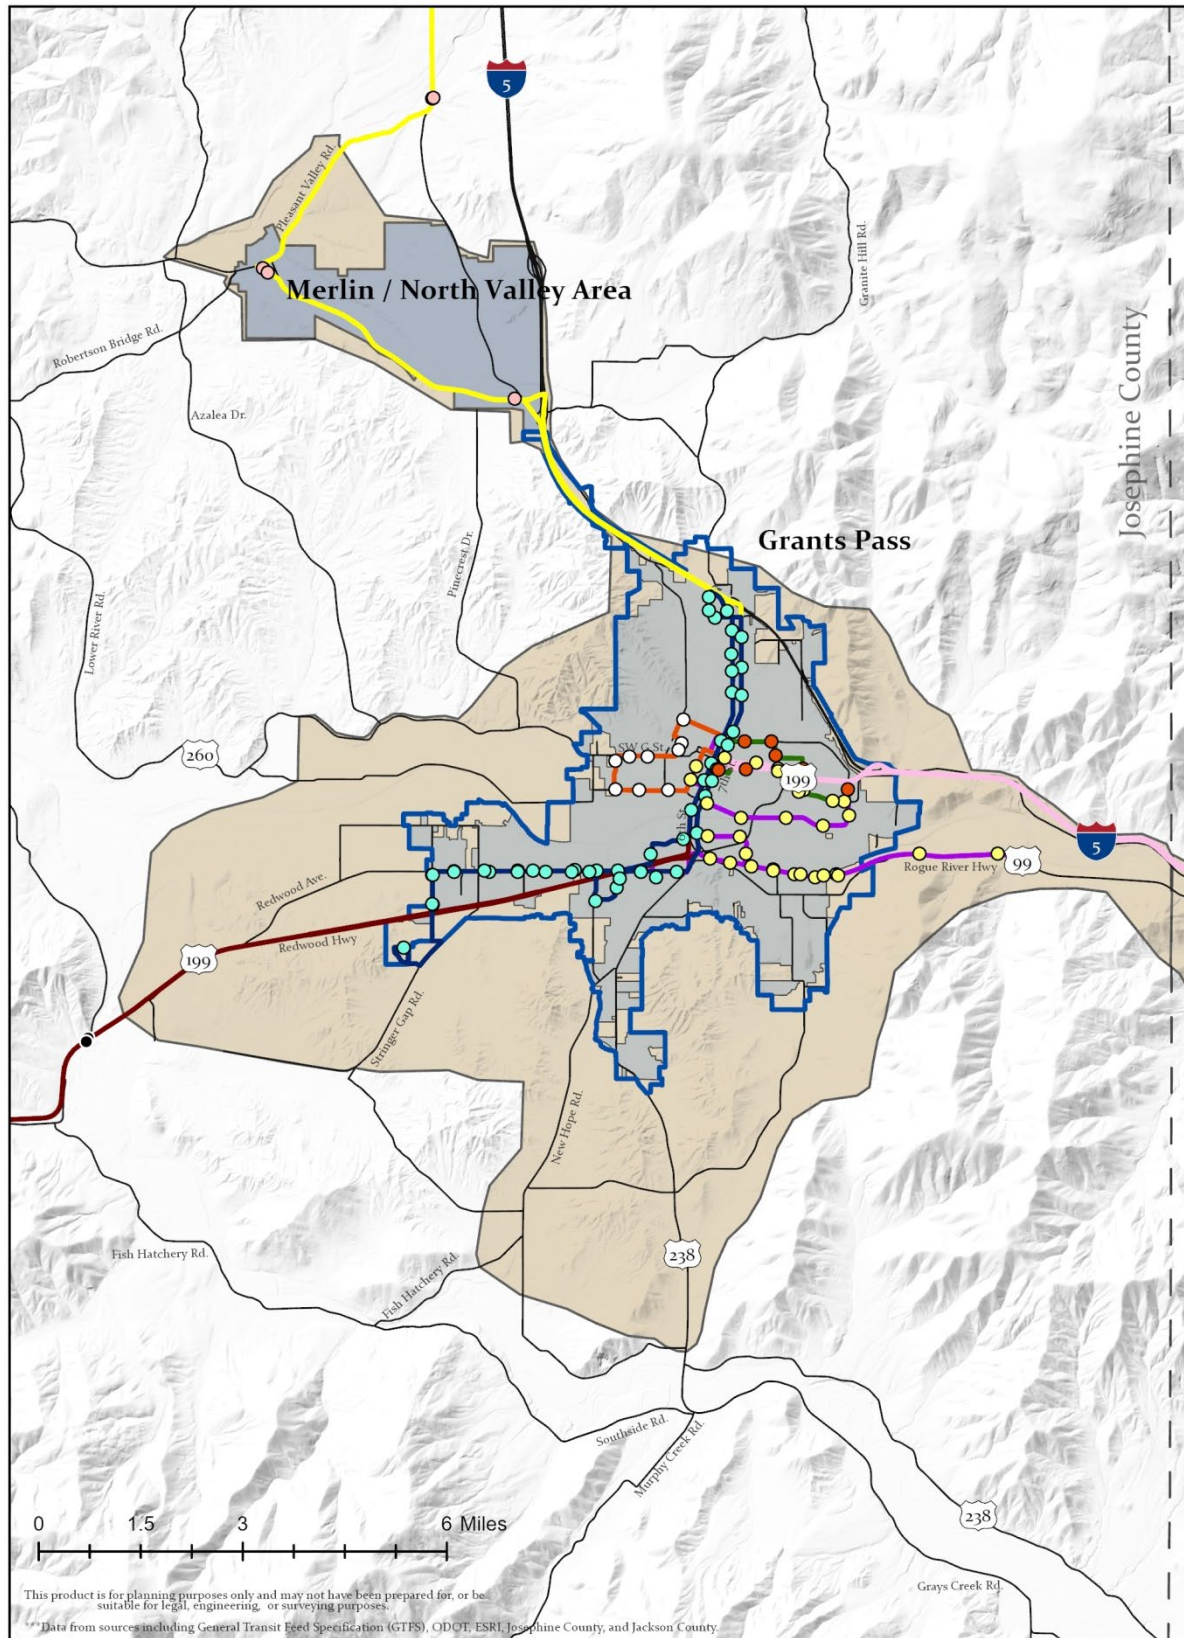 5
Pleasant Valley Rd.
Granite Hill Rd.
Merlin / North Valley Area
Robertson Bridge Rd.
Josephine County
Azalea Dr.
Grants Pass
Pinecrest Dr.
Lower River Rd.
SW G St.
260
199
7th
6th St.
5
99
Rogue River Hwy
Redwood Ave.
Redwood Hwy
199
Stringer Gap Rd.
New Hope Rd.
Fish Hatchery Rd.
Fish Hatchery Rd.
238
Southside Rd.
Murphy Creek Rd.
238
Grays Creek Rd.
0 1.5 3 6 Miles
This product is for planning purposes only and may not have been prepared for, or be
suitable for legal, engineering, or surveying purposes.
***Data from sources including General Transit Feed Specification (GTFS), ODOT, ESRI, Josephine County, and Jackson County.